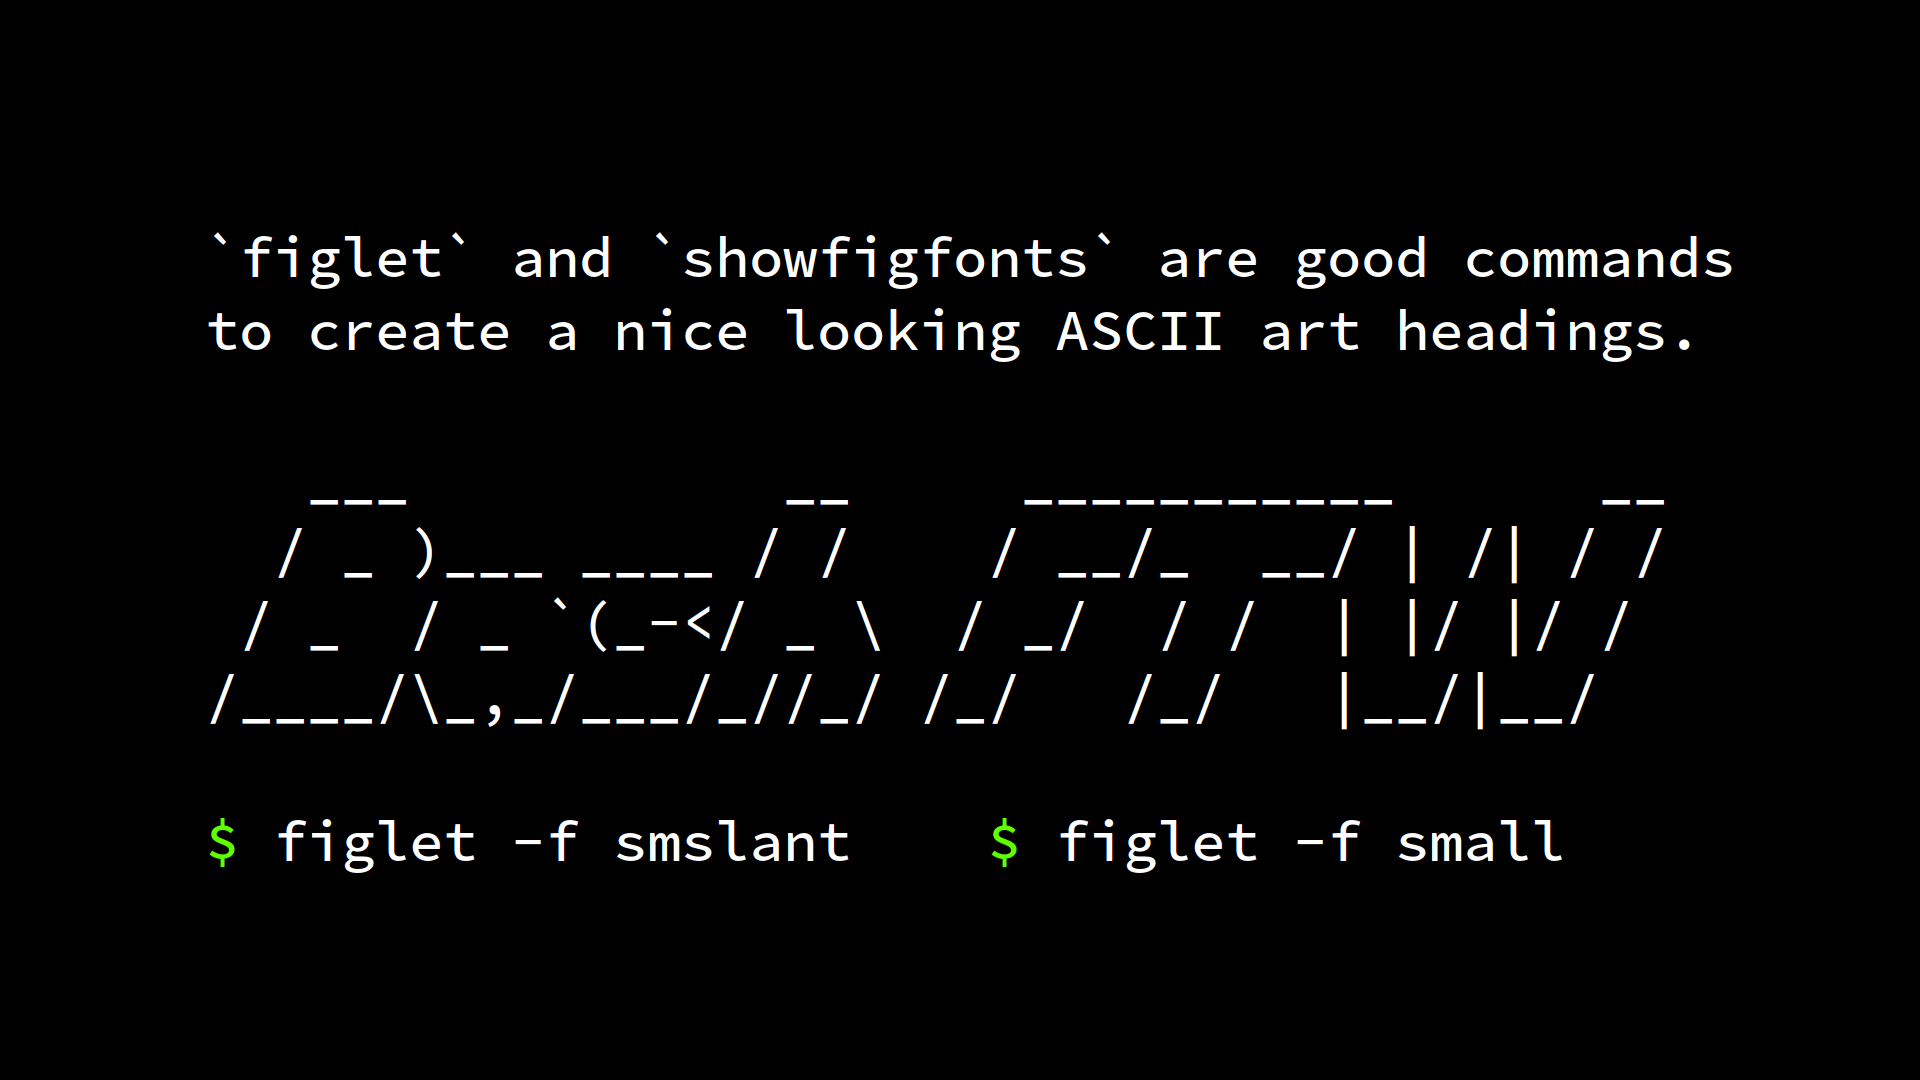 `figlet` and `showfigfonts` are good commands
to create a nice looking ASCII art headings.
   ___           __     ___________      __
  / _ )___ ____ / /    / __/_  __/ | /| / /
 / _  / _ `(_-</ _ \  / _/  / / /  | |/ |/ /
/____/\_,_/___/_//_/ /_/   /_/   |__/|__/
$ figlet -f smslant    $ figlet -f small